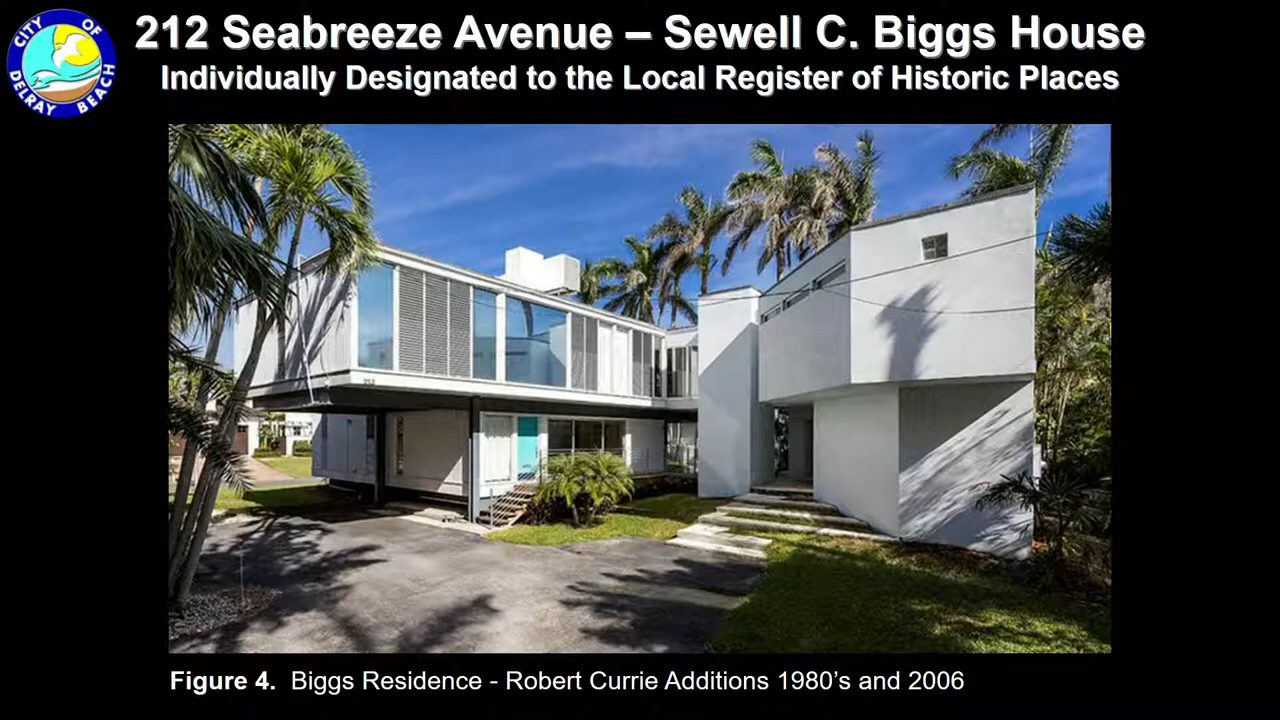 CITY OF
DELRAY BEACH
212 Seabreeze Avenue – Sewell C. Biggs House
Individually Designated to the Local Register of Historic Places
212
Figure 4. Biggs Residence - Robert Currie Additions 1980's and 2006